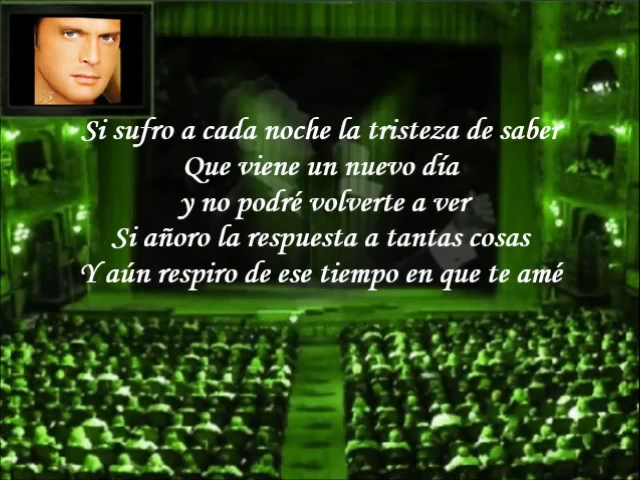 Si sufro a cada noche la tristeza de saber
Que viene un nuevo día
y no podré volverte a ver
Si añoro la respuesta a tantas cosas
Y aún respiro de ese tiempo en que te amé